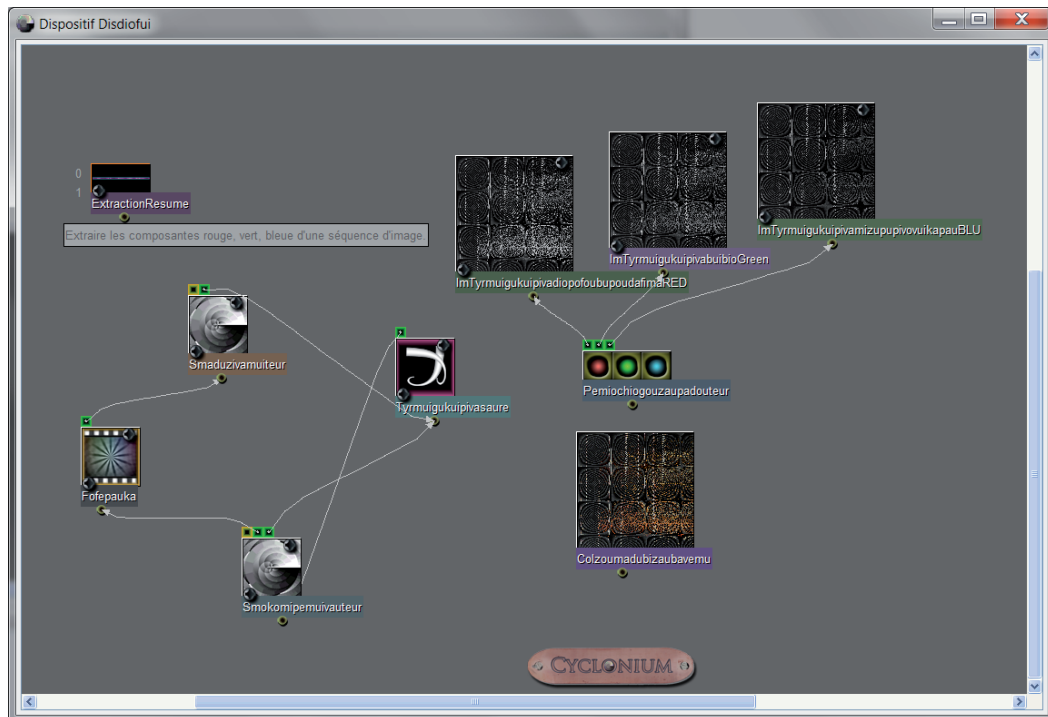 Dispositif Disdiofui
0
1
ExtractionResume
Extraire les composantes rouge, vert, bleue d'une séquence d'image.
ImTyrmuigukuipivamizupupivovuikapauBLU
ImTyrmuigukuipivabuibioGreen
ImTyrmuigukuipivadiopofoubupoudafimaRED
Smaduzivamuiteur
Pemiochiogouzaupadouteur
Tyrmuigukuipivasaure
Fofepauka
Colzoumadubizaubavemu
Smokomipemuivauteur
CYCLONIUM